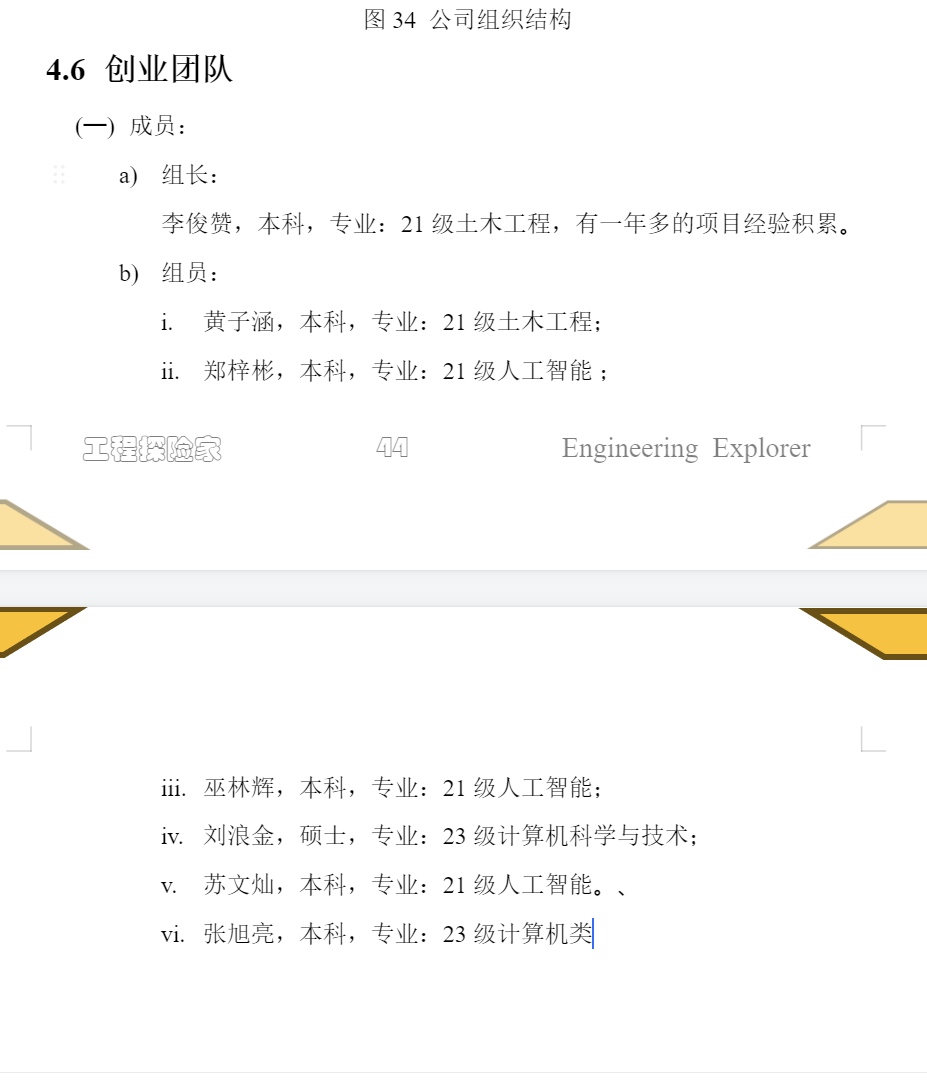 图 34 公司组织结构
4.6 创业团队
(一) 成员：
a) 组长：
李俊赞，本科，专业：21 级土木工程，有一年多的项目经验积累。
b) 组员：
i. 黄子涵，本科，专业：21 级土木工程；
ii. 郑梓彬，本科，专业：21 级人工智能 ；
工程探险家 44 Engineering Explorer
iii. 巫林辉，本科，专业：21 级人工智能；
iv. 刘浪金，硕士，专业：23 级计算机科学与技术；
v. 苏文灿，本科，专业：21 级人工智能。、
vi. 张旭亮，本科，专业：23 级计算机类